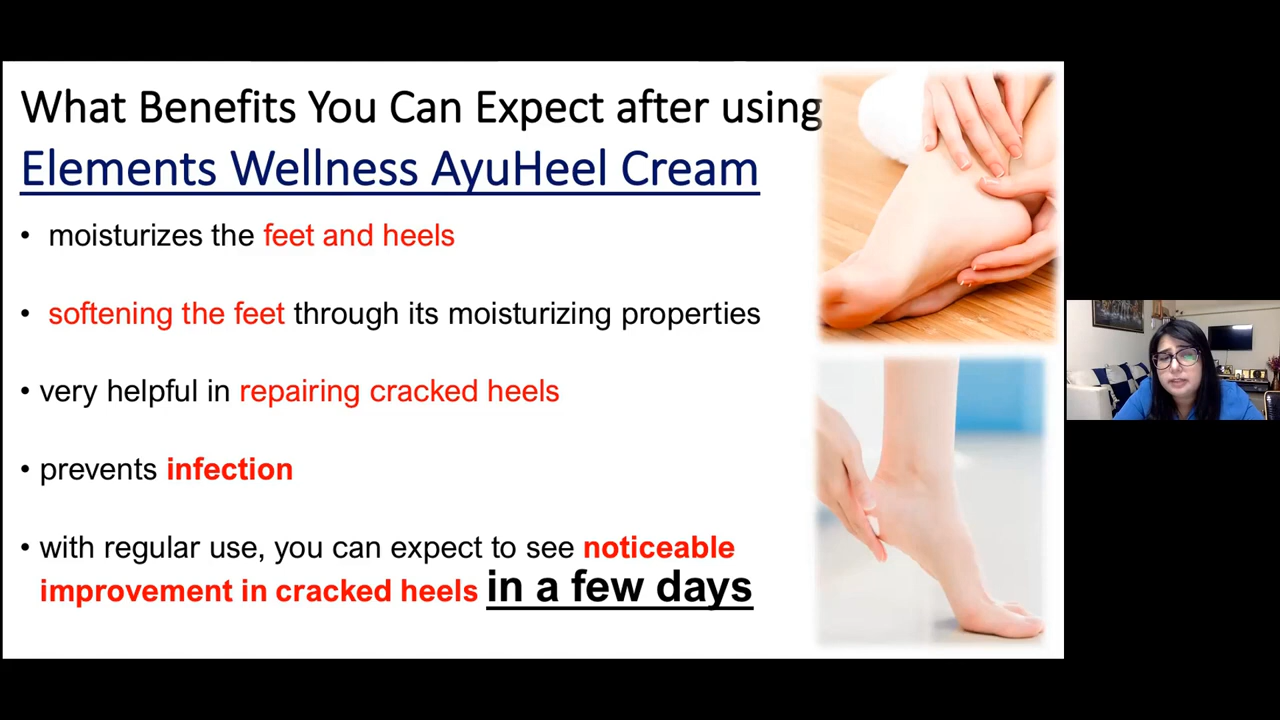 What Benefits You Can Expect after using
Elements Wellness AyuHeel Cream
• moisturizes the feet and heels
• softening the feet through its moisturizing properties
• very helpful in repairing cracked heels
• prevents infection
• with regular use, you can expect to see noticeable
improvement in cracked heels in a few days